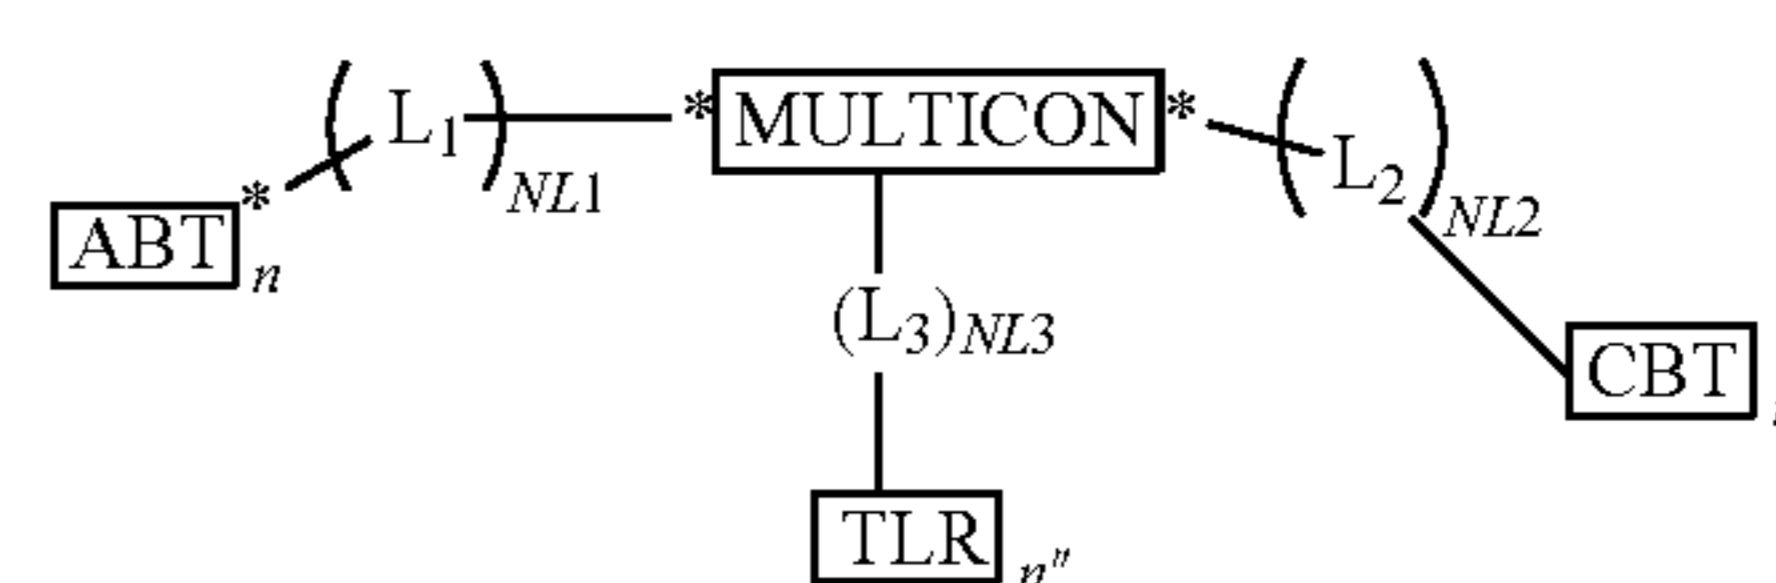 (L1)NL1 * MULTICON * (L2)NL2
ABT * n
(L3)NL3
CBT
TLR n"